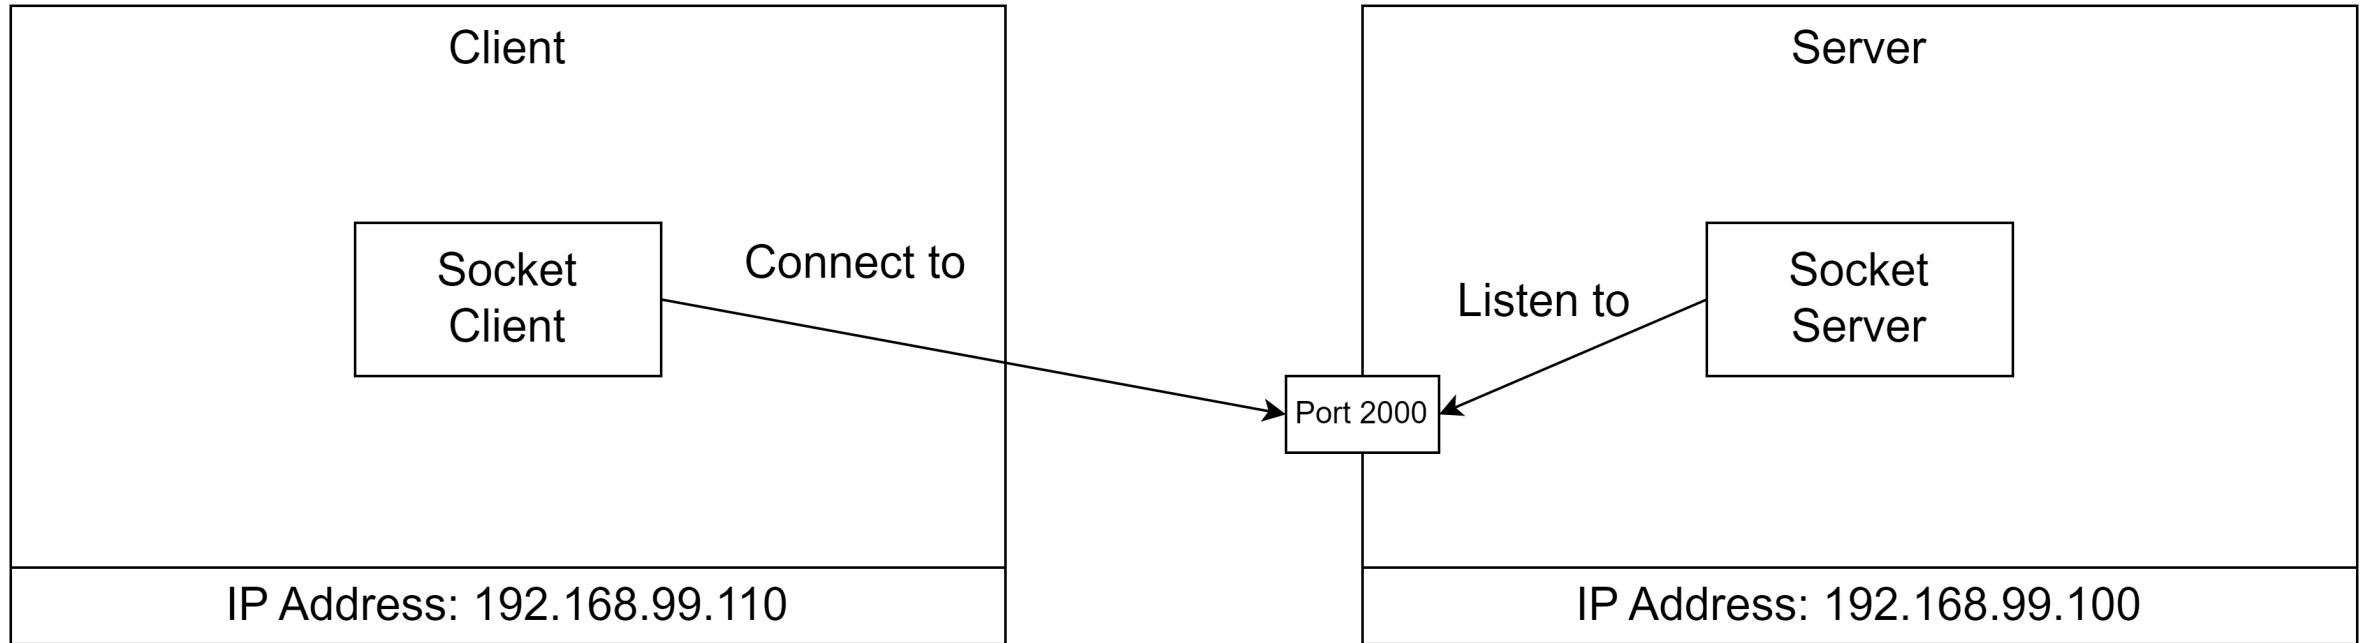 Client
Server
Socket
Client
Connect to
Listen to
Socket
Server
Port 2000
IP Address: 192.168.99.110
IP Address: 192.168.99.100